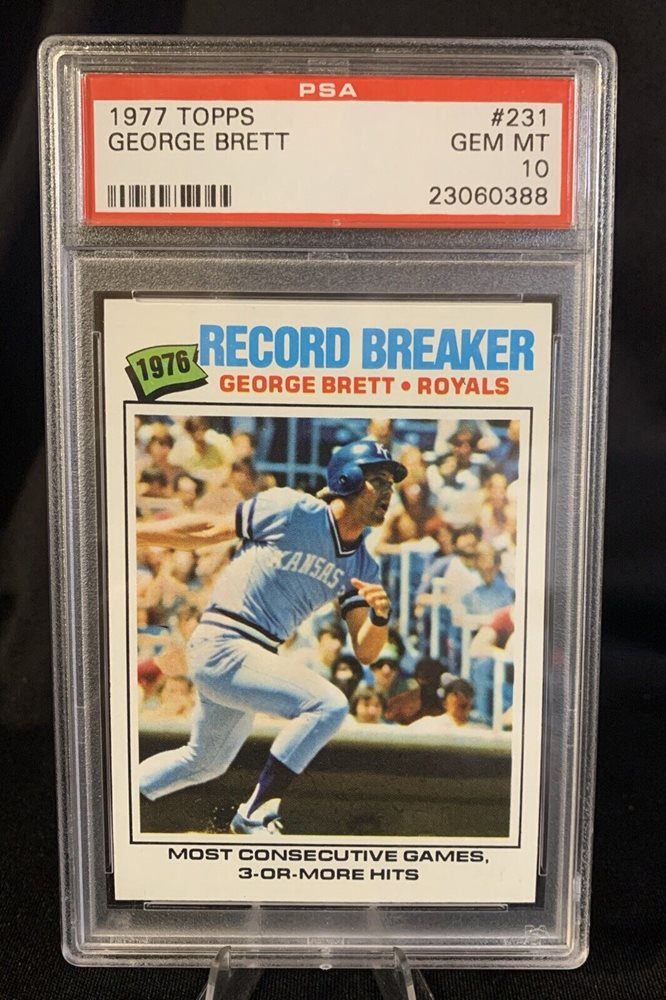 PSA
1977 TOPPS #231
GEORGE BRETT GEM MT
10
23060388
1976 RECORD BREAKER
GEORGE BRETT • ROYALS
KANSAS
MOST CONSECUTIVE GAMES,
3-OR-MORE HITS